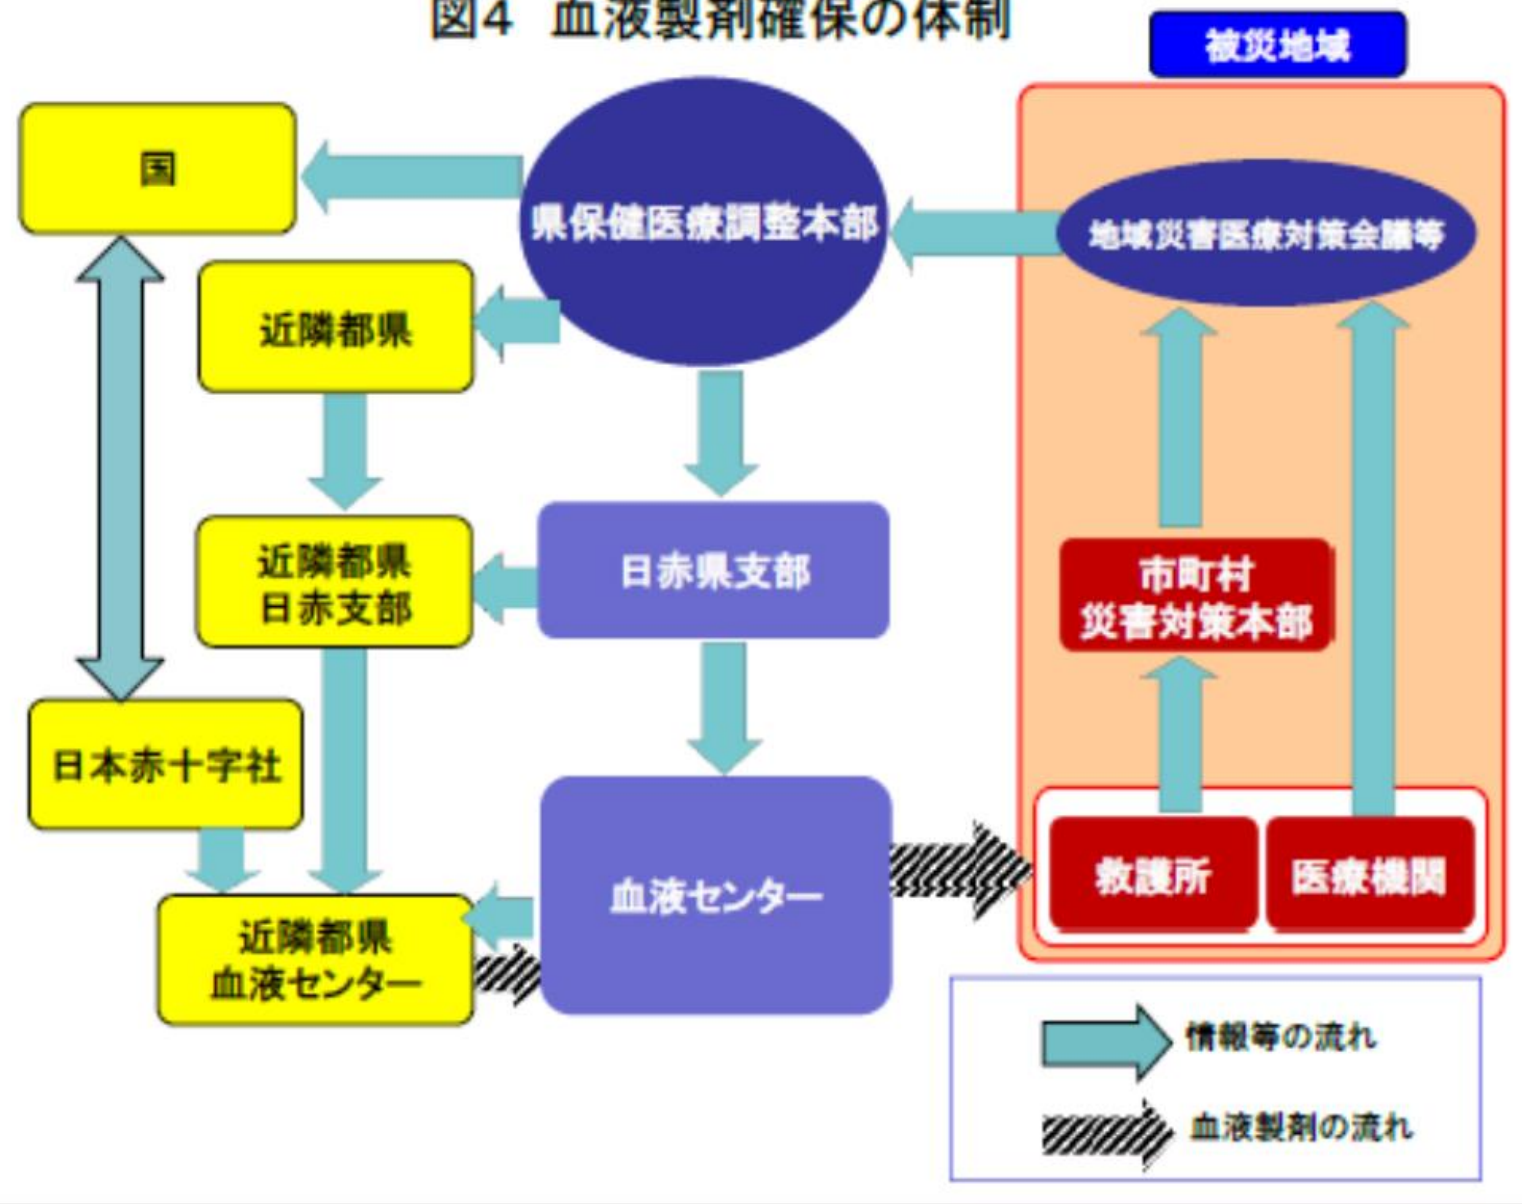 図4 血液製剤確保の体制
被災地域
国
県保健医療調整本部
地域災害医療対策会議等
近隣都県
近隣都県
日赤支部
日赤県支部
市町村
災害対策本部
日本赤十字社
血液センター
救護所
医療機関
近隣都県
血液センター
情報等の流れ
血液製剤の流れ